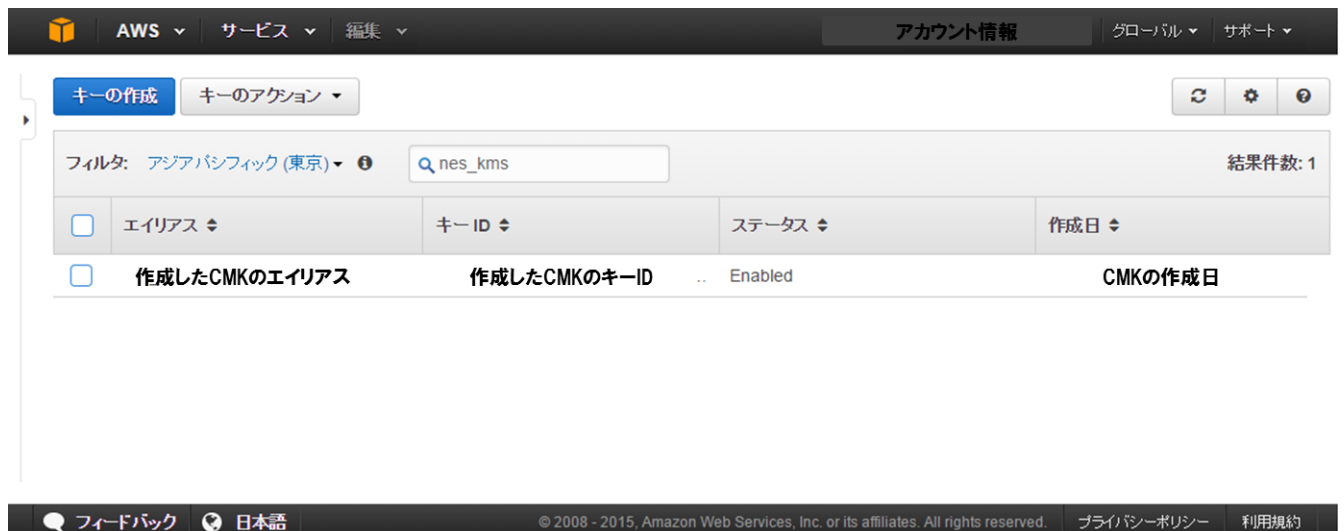 AWS サービス 編集 アカウント情報 グローバル サポート
キーの作成 キーのアクション
フィルタ: アジアパシフィック (東京) nes_kms 結果件数: 1
エイリアス キー ID ステータス 作成日
作成したCMKのエイリアス 作成したCMKのキーID .. Enabled CMKの作成日
フィードバック 日本語 © 2008 - 2015, Amazon Web Services, Inc. or its affiliates. All rights reserved. プライバシーポリシー 利用規約